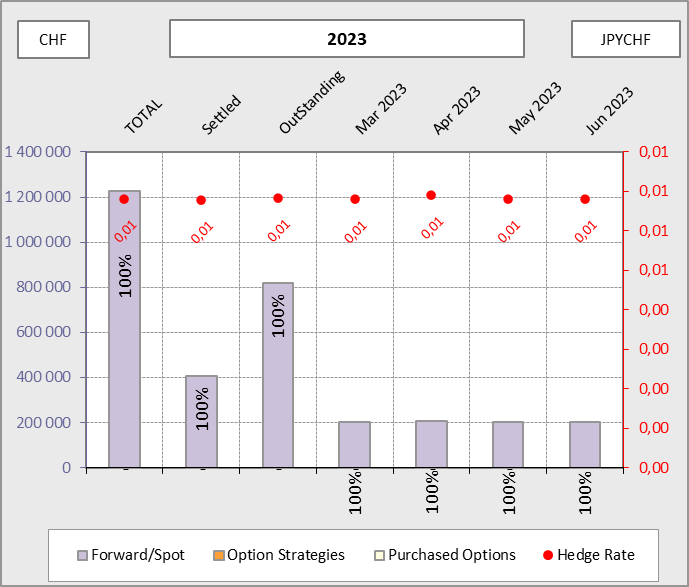 CHF 2023 JPYCHF
TOTAL Settled OutStanding Mar 2023 Apr 2023 May 2023 Jun 2023
1 400 000 0,01
1 200 000 0,01
0,01 0,01 0,01 0,01 0,01 0,01 0,01
1 000 000 0,01
100%
0,01
800 000
100%
0,00
600 000
0,00
400 000 0,00
100%
200 000 0,00
0 - - - - - - - 0,00
100% 100% 100% 100%
Forward/Spot Option Strategies Purchased Options Hedge Rate